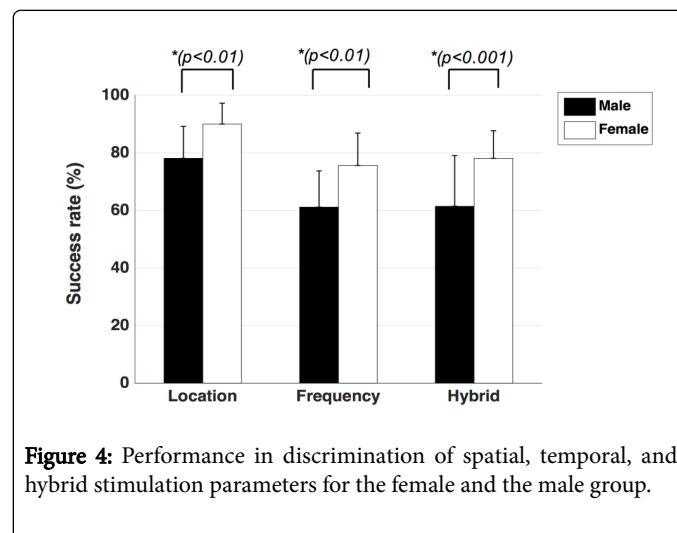 *(p<0.01) *(p<0.01) *(p<0.001)
100
80
60
40
20
0
Success rate (%)
Male
Female
Location Frequency Hybrid
Figure 4: Performance in discrimination of spatial, temporal, and
hybrid stimulation parameters for the female and the male group.